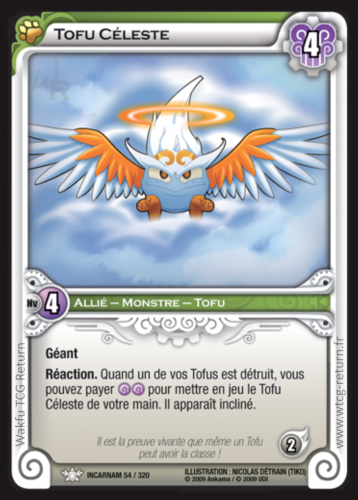 Tofu Céleste
4
Nv 4 Allié – Monstre – Tofu
Géant
Réaction. Quand un de vos Tofus est détruit, vous
pouvez payer pour mettre en jeu le Tofu
Céleste de votre main. Il apparaît incliné.
Il est la preuve vivante que même un Tofu
peut avoir la classe !
2
INCARNAM 54 / 320
ILLUSTRATION : NICOLAS DÉTRAIN (TIKO)
© 2009 Ankama / © 2009 UDI
Wakfu TCG Return
www.wtcg-return.fr